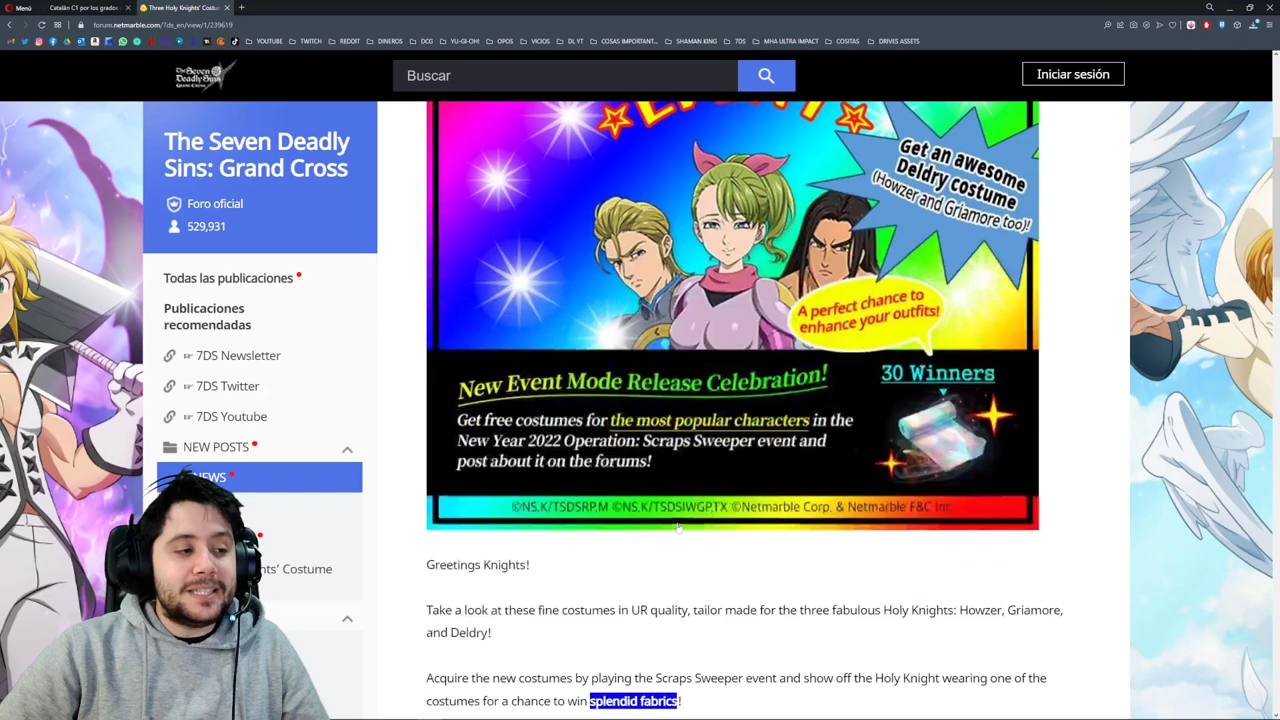 Menú
Catalán C1 por los grados
Three Holy Knights' Costu
forum.netmarble.com/7ds_en/view/1/239619
YOUTUBE TWITCH REDDIT DINEROS DCG YU-GI-OH! OPOS VICIOS DL YT COSAS IMPORTANT... SHAMAN KING 7DS MHA ULTRA IMPACT COSITAS DRIVES ASSETS
The Seven
Deadly Sins
GRAND CROSS
Buscar
Iniciar sesión
The Seven Deadly
Sins: Grand Cross
Foro oficial
529,931
Todas las publicaciones
Publicaciones
recomendadas
☞ 7DS Newsletter
☞ 7DS Twitter
☞ 7DS Youtube
NEW POSTS
NEWS
hts' Costume
EVENT
Get an awesome
Deldry costume
(Howzer and Griamore too)!
A perfect chance to
enhance your outfits!
New Event Mode Release Celebration!
30 Winners
Get free costumes for the most popular characters in the
New Year 2022 Operation: Scraps Sweeper event and
post about it on the forums!
©NS.K/TSDSRP.M ©NS.K/TSDSIWGP.TX ©Netmarble Corp. & Netmarble F&C Inc.
Greetings Knights!
Take a look at these fine costumes in UR quality, tailor made for the three fabulous Holy Knights: Howzer, Griamore,
and Deldry!
Acquire the new costumes by playing the Scraps Sweeper event and show off the Holy Knight wearing one of the
costumes for a chance to win splendid fabrics!